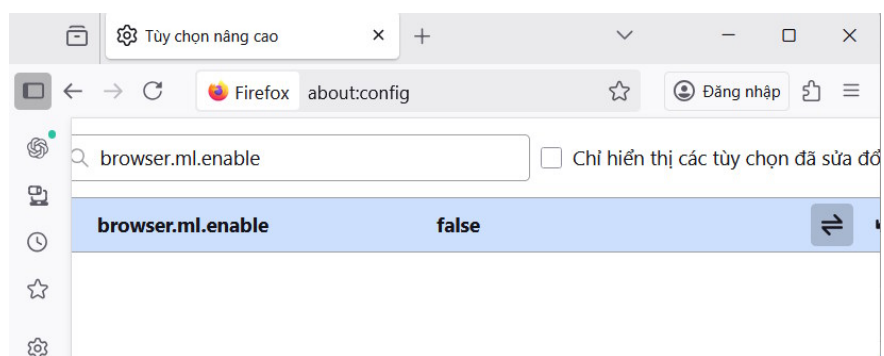 Tùy chọn nâng cao
Firefox about:config Đăng nhập
browser.ml.enable Chỉ hiển thị các tùy chọn đã sửa đổ
browser.ml.enable false